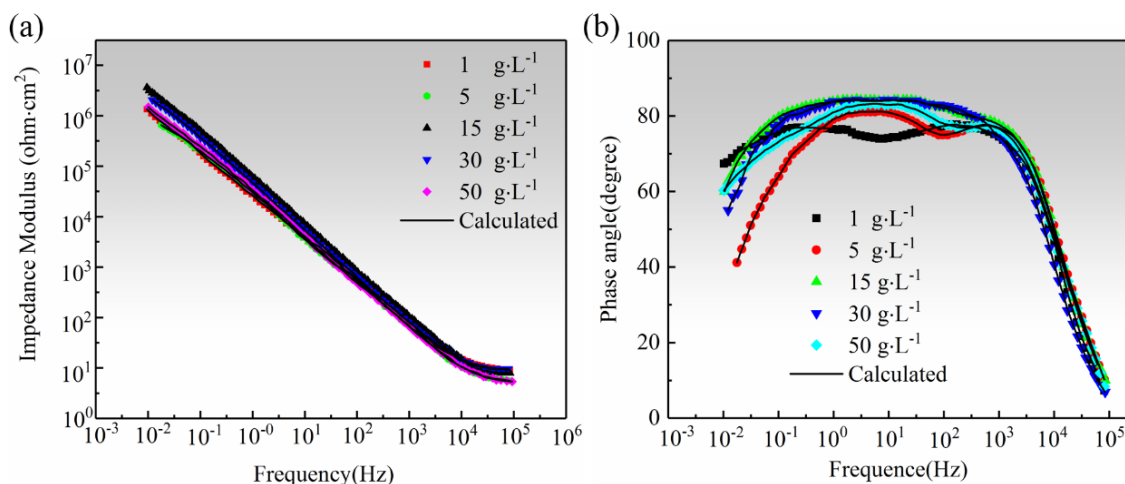 (a)
Impedance Modulus (ohm·cm²)
10⁷
10⁶
10⁵
10⁴
10³
10²
10¹
10⁰
1 g·L⁻¹
5 g·L⁻¹
15 g·L⁻¹
30 g·L⁻¹
50 g·L⁻¹
Calculated
10⁻³ 10⁻² 10⁻¹ 10⁻⁰ 10¹ 10² 10³ 10⁴ 10⁵ 10⁶
Frequency(Hz)
(b)
Phase angle(degree)
100
80
60
40
20
0
1 g·L⁻¹
5 g·L⁻¹
15 g·L⁻¹
30 g·L⁻¹
50 g·L⁻¹
Calculated
10⁻³ 10⁻² 10⁻¹ 10⁰ 10¹ 10² 10³ 10⁴ 10⁵
Frequence(Hz)